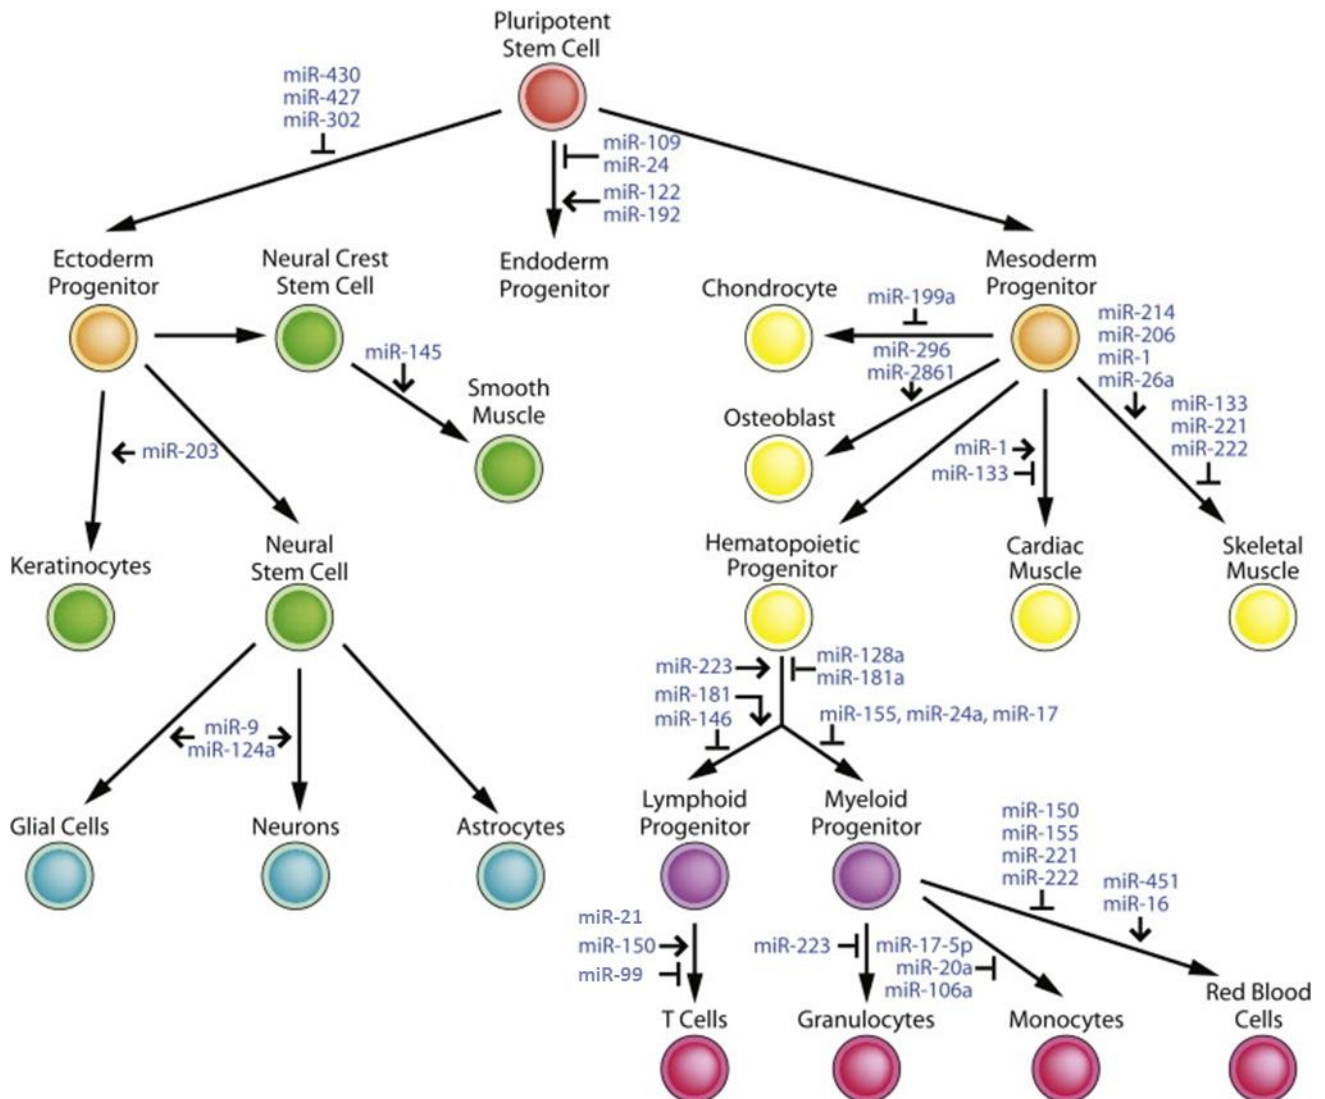 Pluripotent
Stem Cell
miR-430
miR-427
miR-302
miR-109
miR-24
miR-122
miR-192
Ectoderm
Progenitor
Neural Crest
Stem Cell
Endoderm
Progenitor
Mesoderm
Progenitor
Chondrocyte
miR-199a
miR-214
miR-206
miR-1
miR-26a
miR-145
miR-296
miR-2861
Smooth
Muscle
Osteoblast
miR-133
miR-221
miR-222
miR-203
miR-1
miR-133
Keratinocytes
Neural
Stem Cell
Hematopoietic
Progenitor
Cardiac
Muscle
Skeletal
Muscle
miR-223
miR-128a
miR-181a
miR-181
miR-146
miR-155, miR-24a, miR-17
miR-9
miR-124a
Glial Cells
Neurons
Astrocytes
Lymphoid
Progenitor
Myeloid
Progenitor
miR-150
miR-155
miR-221
miR-222
miR-451
miR-16
miR-21
miR-150
miR-99
miR-223
miR-17-5p
miR-20a
miR-106a
T Cells
Granulocytes
Monocytes
Red Blood
Cells